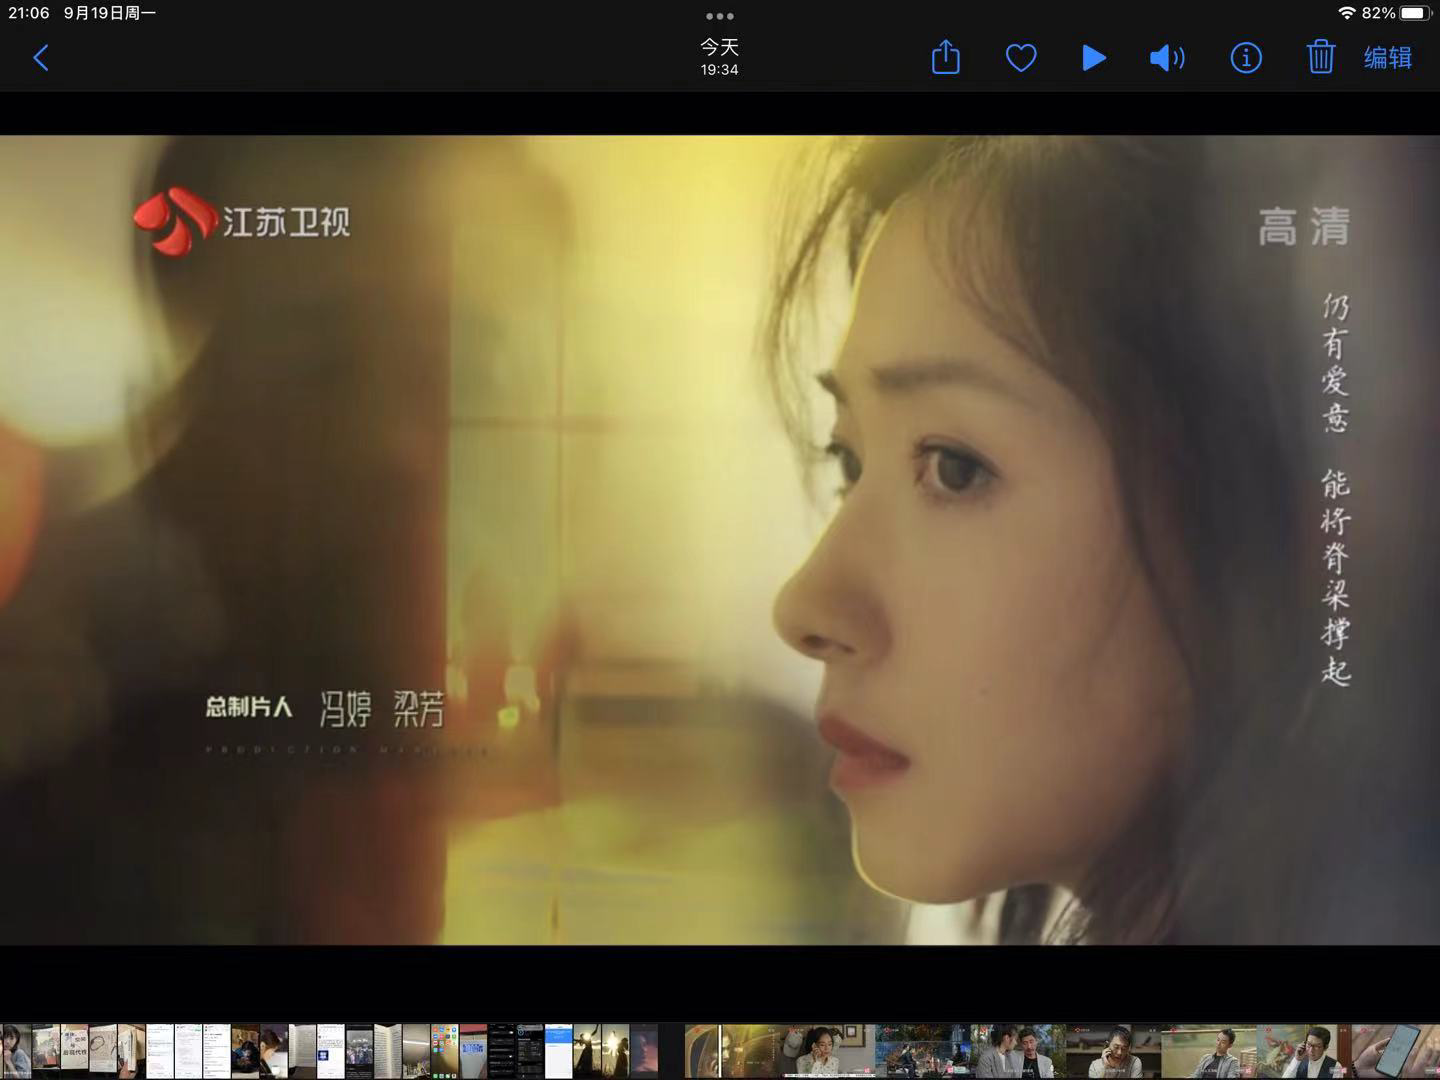 21:06 9月19日周一
82%
今天
19:34
编辑
江苏卫视
高清
仍有爱意 能将脊梁撑起
总制片人 冯婷 梁芳